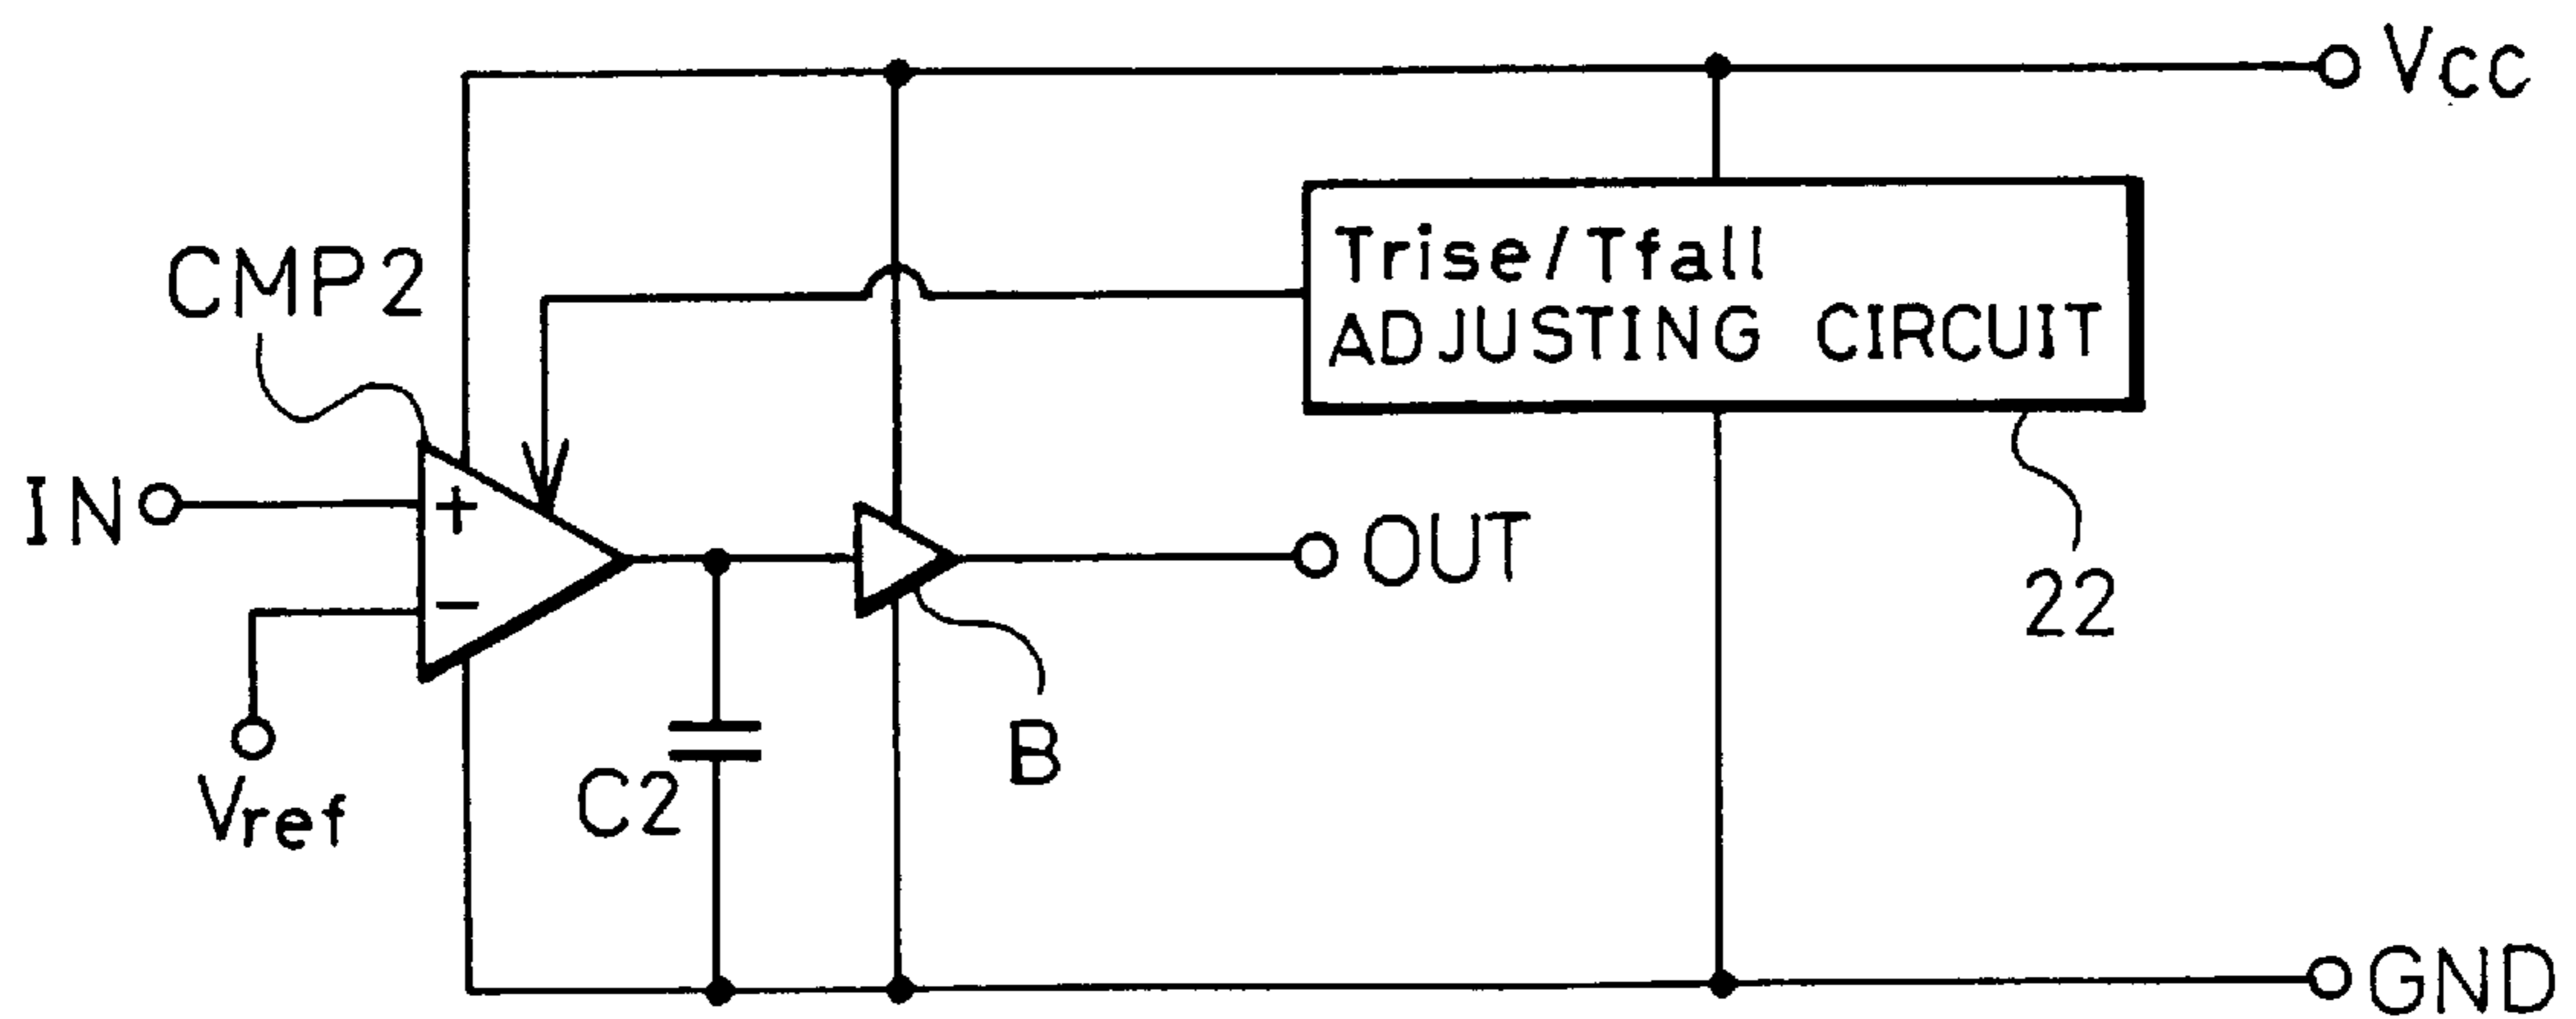 Vcc
Trise/Tfall
ADJUSTING CIRCUIT
CMP2
IN
+
−
OUT
22
Vref
C2
B
GND